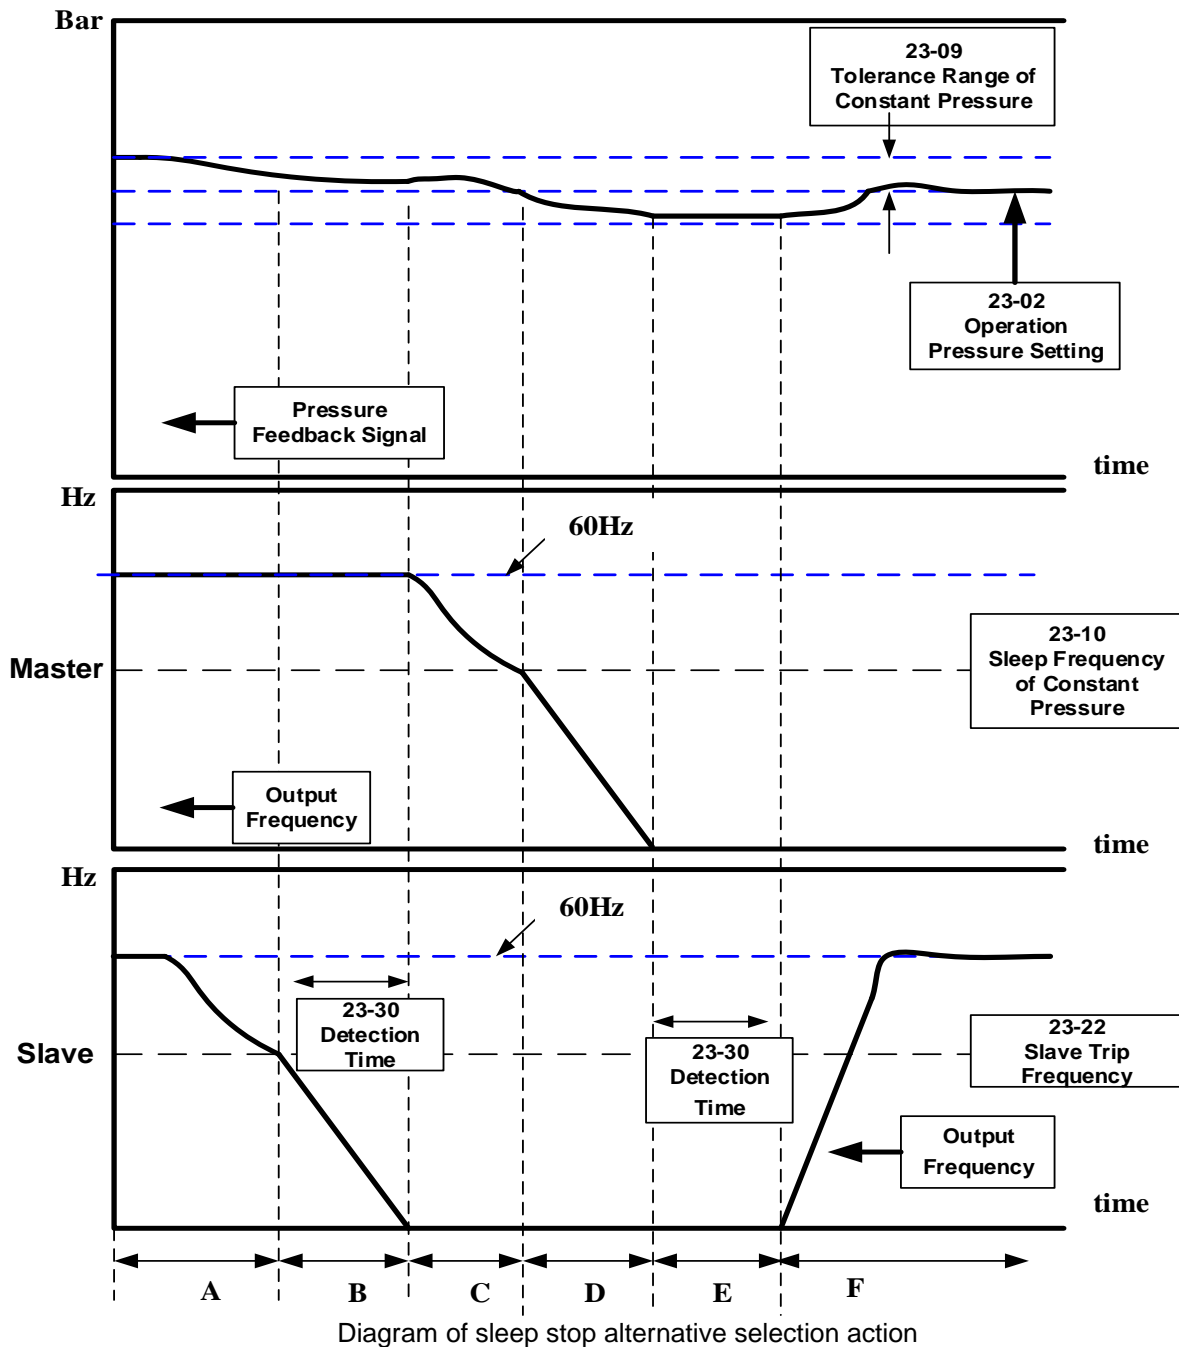 Bar
23-09
Tolerance Range of
Constant Pressure
23-02
Operation
Pressure Setting
Pressure
Feedback Signal
time
Hz
60Hz
23-10
Sleep Frequency
of Constant
Pressure
Master
Output
Frequency
time
Hz
60Hz
23-30
Detection
Time
23-22
Slave Trip
Frequency
Slave
23-30
Detection
Time
Output
Frequency
time
A
B
C
D
E
F
Diagram of sleep stop alternative selection action